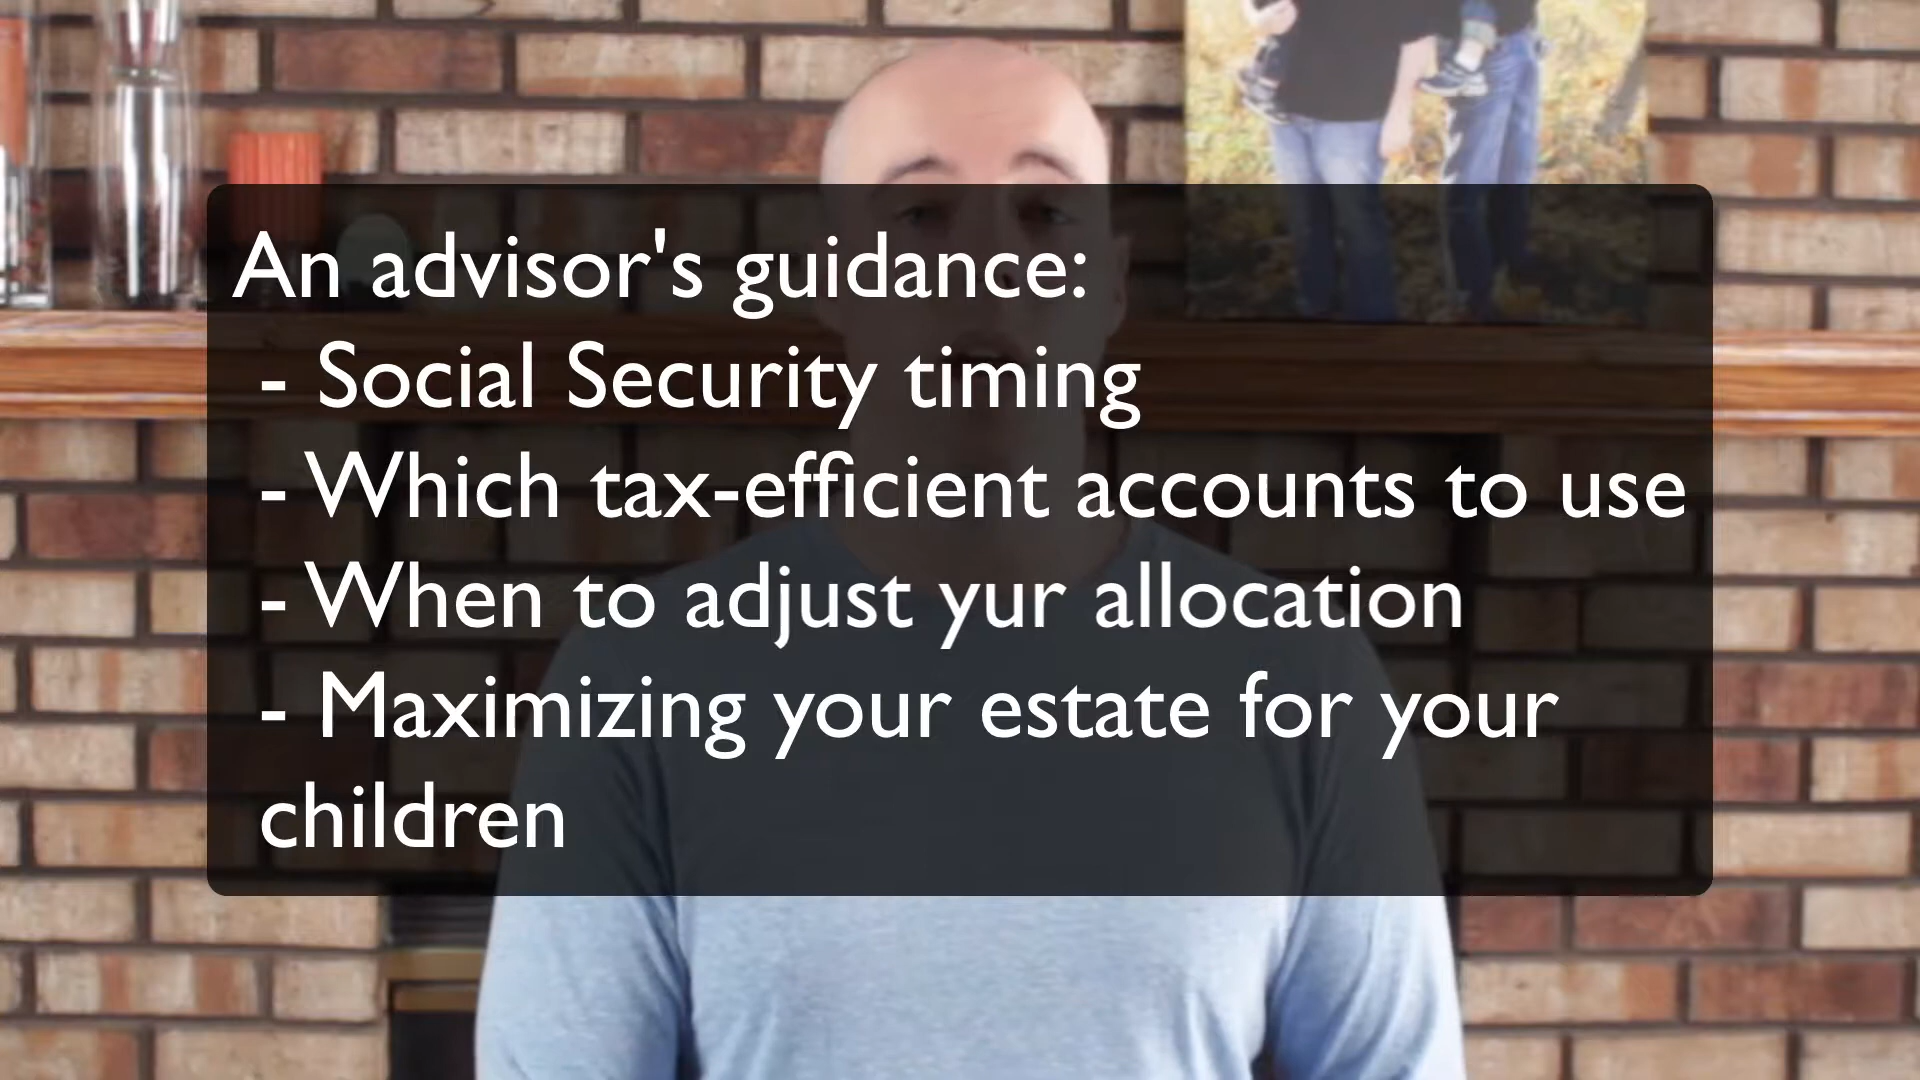 An advisor's guidance:
- Social Security timing
- Which tax-efficient accounts to use
- When to adjust yur allocation
- Maximizing your estate for your
children